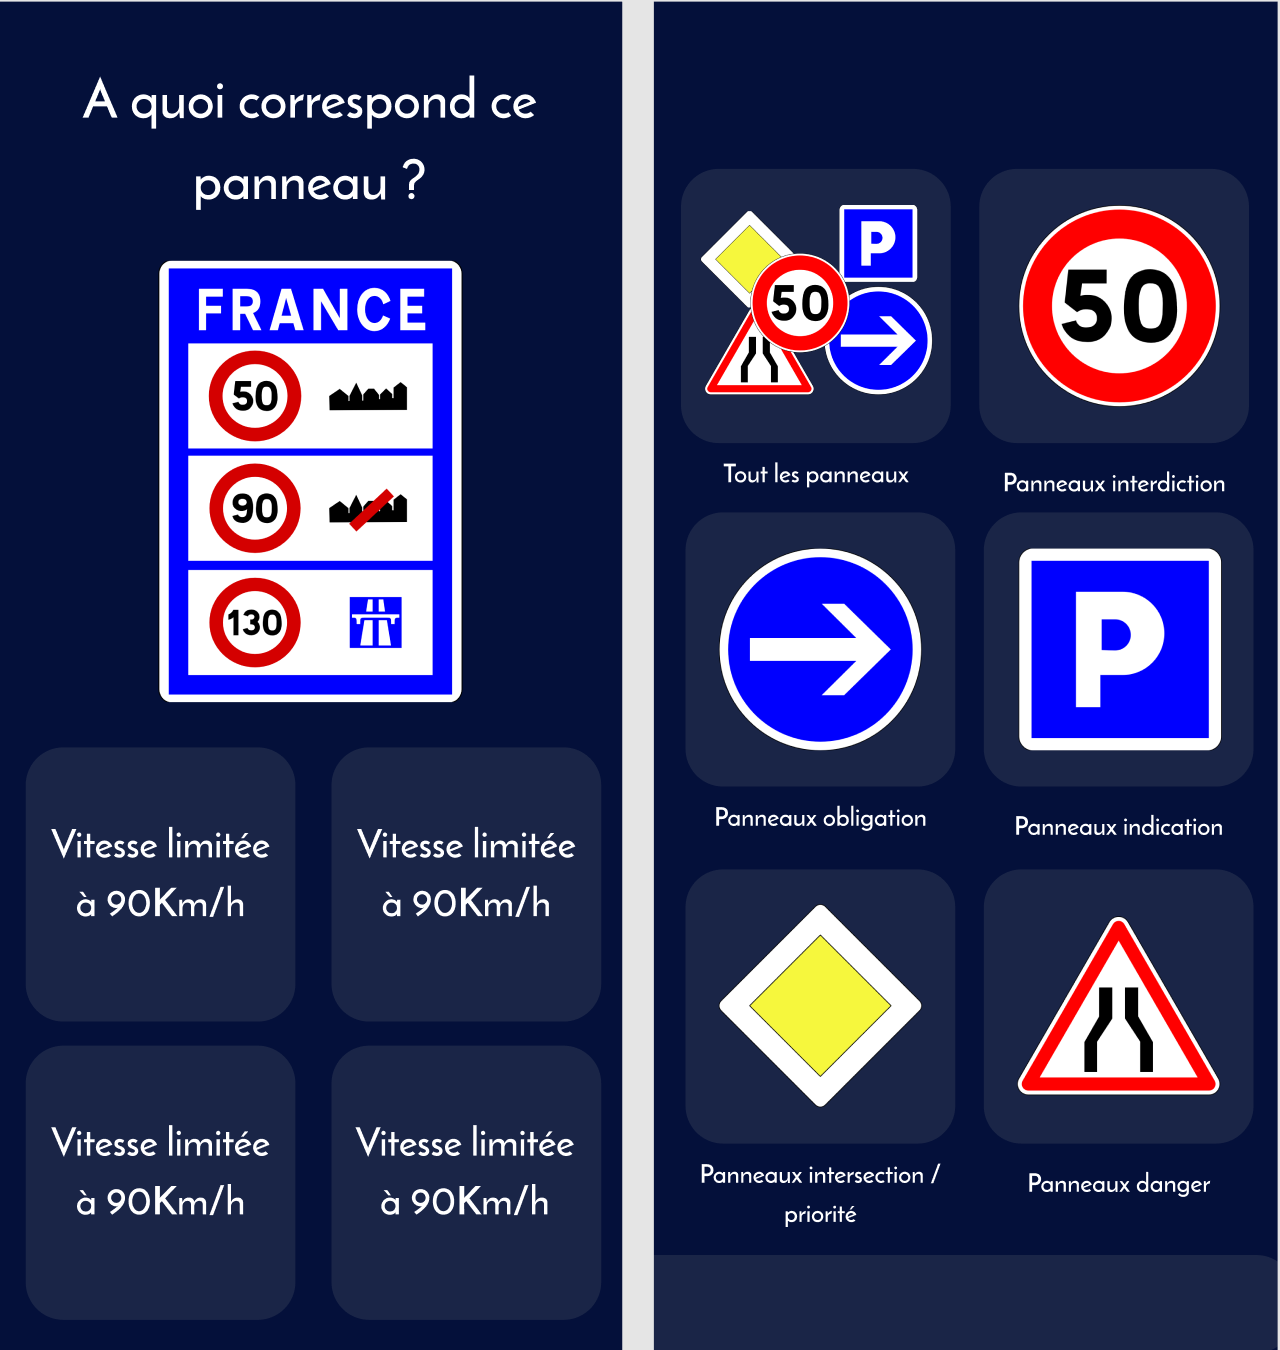 A quoi correspond ce
panneau ?
FRANCE
50
90
130
Vitesse limitée
à 90Km/h
Vitesse limitée
à 90Km/h
Vitesse limitée
à 90Km/h
Vitesse limitée
à 90Km/h
P
50
50
Tout les panneaux
Panneaux interdiction
P
Panneaux obligation
Panneaux indication
Panneaux intersection /
priorité
Panneaux danger